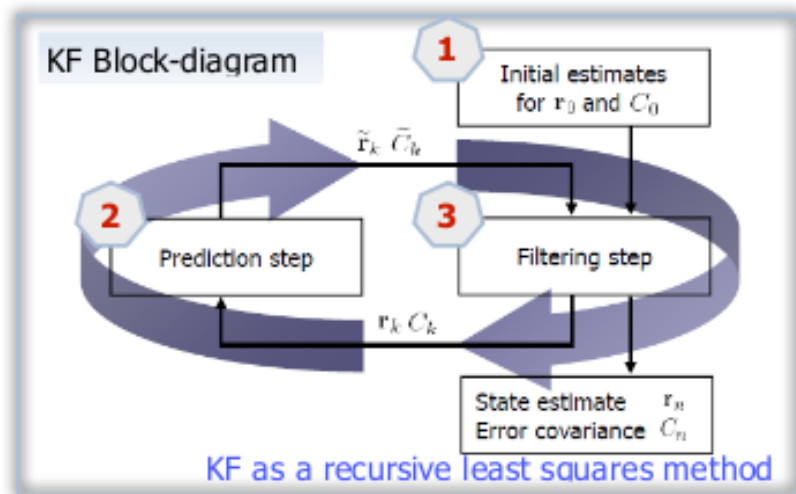 KF Block-diagram
1
Initial estimates
for r₀ and C₀
r̃ₖ C̃ₖ
2
Prediction step
3
Filtering step
rₖ Cₖ
State estimate rₙ
Error covariance Cₙ
KF as a recursive least squares method